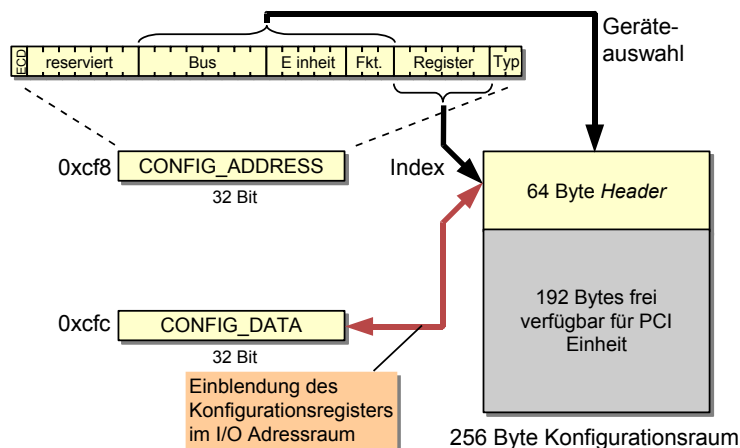 Geräte-
auswahl
ECD reserviert Bus E inheit Fkt. Register Typ
0xcf8 CONFIG_ADDRESS
32 Bit
Index
64 Byte Header
192 Bytes frei
verfügbar für PCI
Einheit
0xcfc CONFIG_DATA
32 Bit
Einblendung des
Konfigurationsregisters
im I/O Adressraum
256 Byte Konfigurationsraum